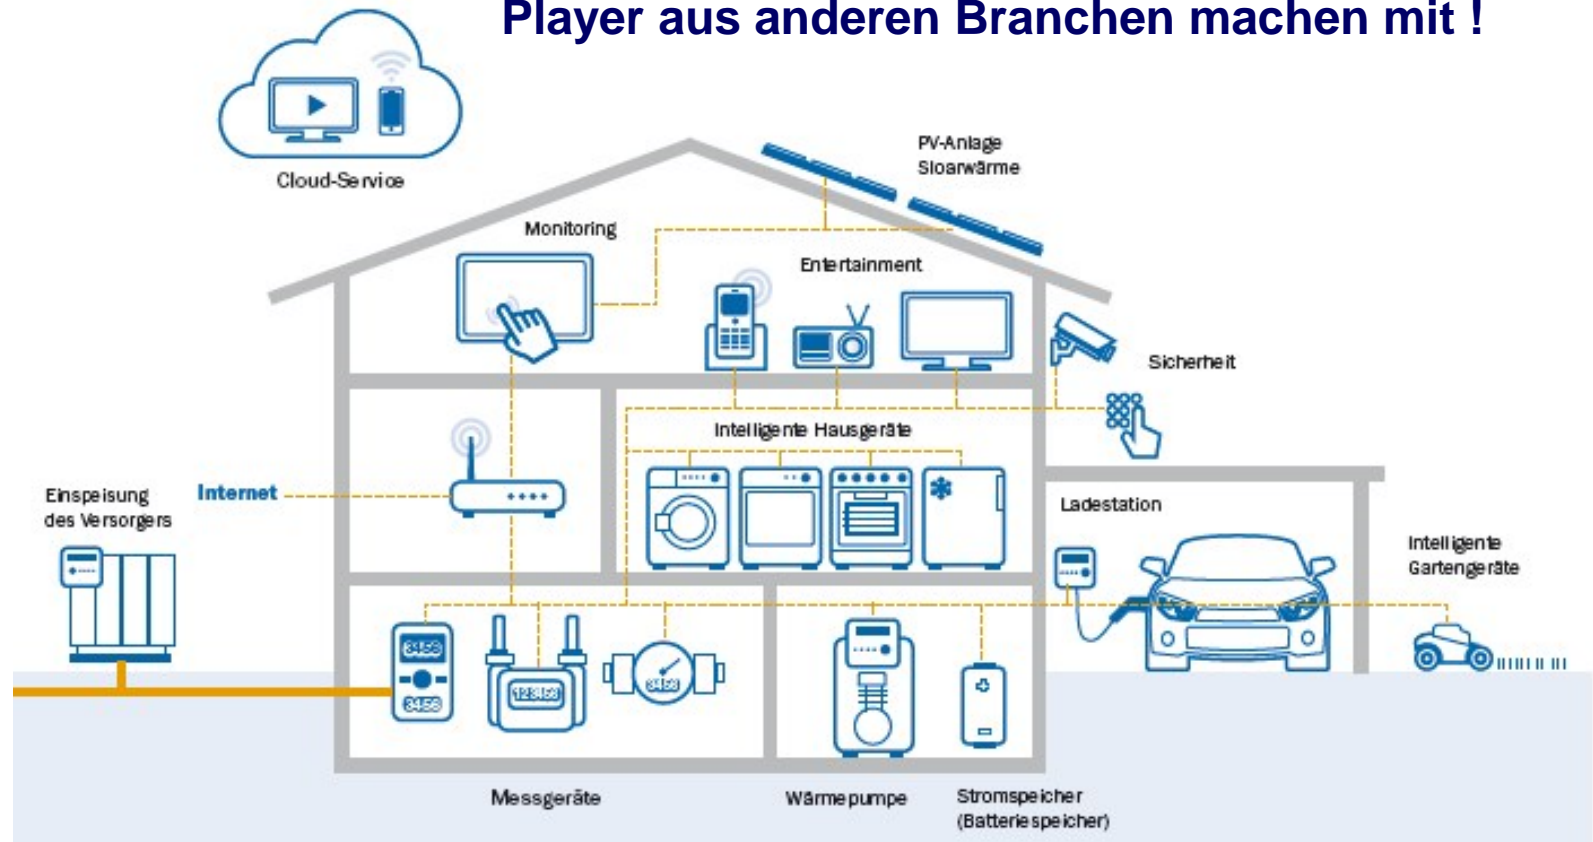 Player aus anderen Branchen machen mit !
Cloud-Service
PV-Anlage
Sloarwärme
Monitoring
Entertainment
Sicherheit
Intelligente Hausgeräte
Internet
Einspeisung
des Versorgers
Ladestation
Intelligente
Gartengeräte
3456
3456
123456
3456
Messgeräte
Wärmepumpe
Stromspeicher
(Batteriespeicher)